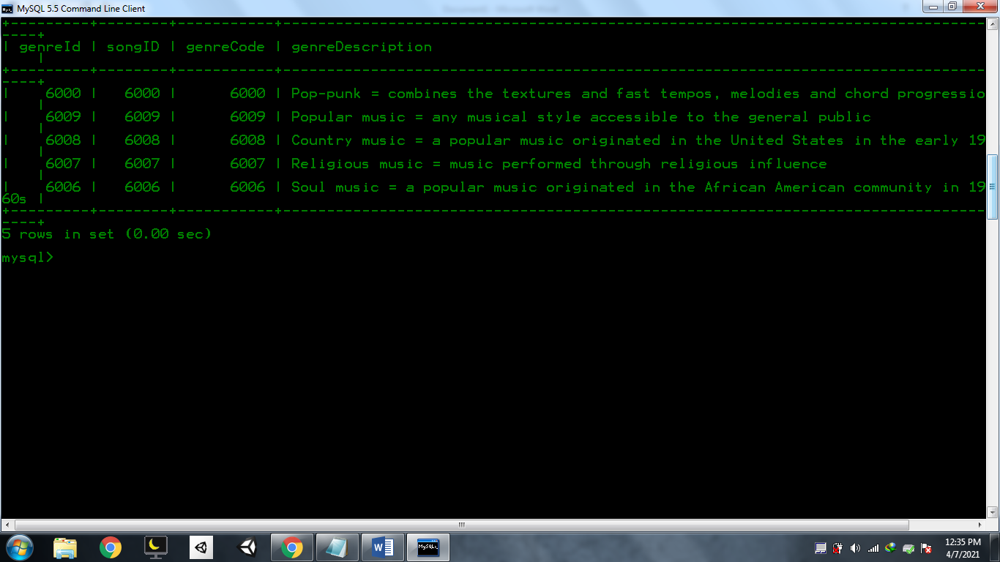 MySQL 5.5 Command Line Client
| genreId | songID | genreCode | genreDescription
|
| 6000 | 6000 | 6000 | Pop-punk = combines the textures and fast tempos, melodies and chord progressio
|
| 6009 | 6009 | 6009 | Popular music = any musical style accessible to the general public
|
| 6008 | 6008 | 6008 | Country music = a popular music originated in the United States in the early 19
|
| 6007 | 6007 | 6007 | Religious music = music performed through religious influence
|
| 6006 | 6006 | 6006 | Soul music = a popular music originated in the African American community in 19
60s |
5 rows in set (0.00 sec)
mysql>
12:35 PM
4/7/2021